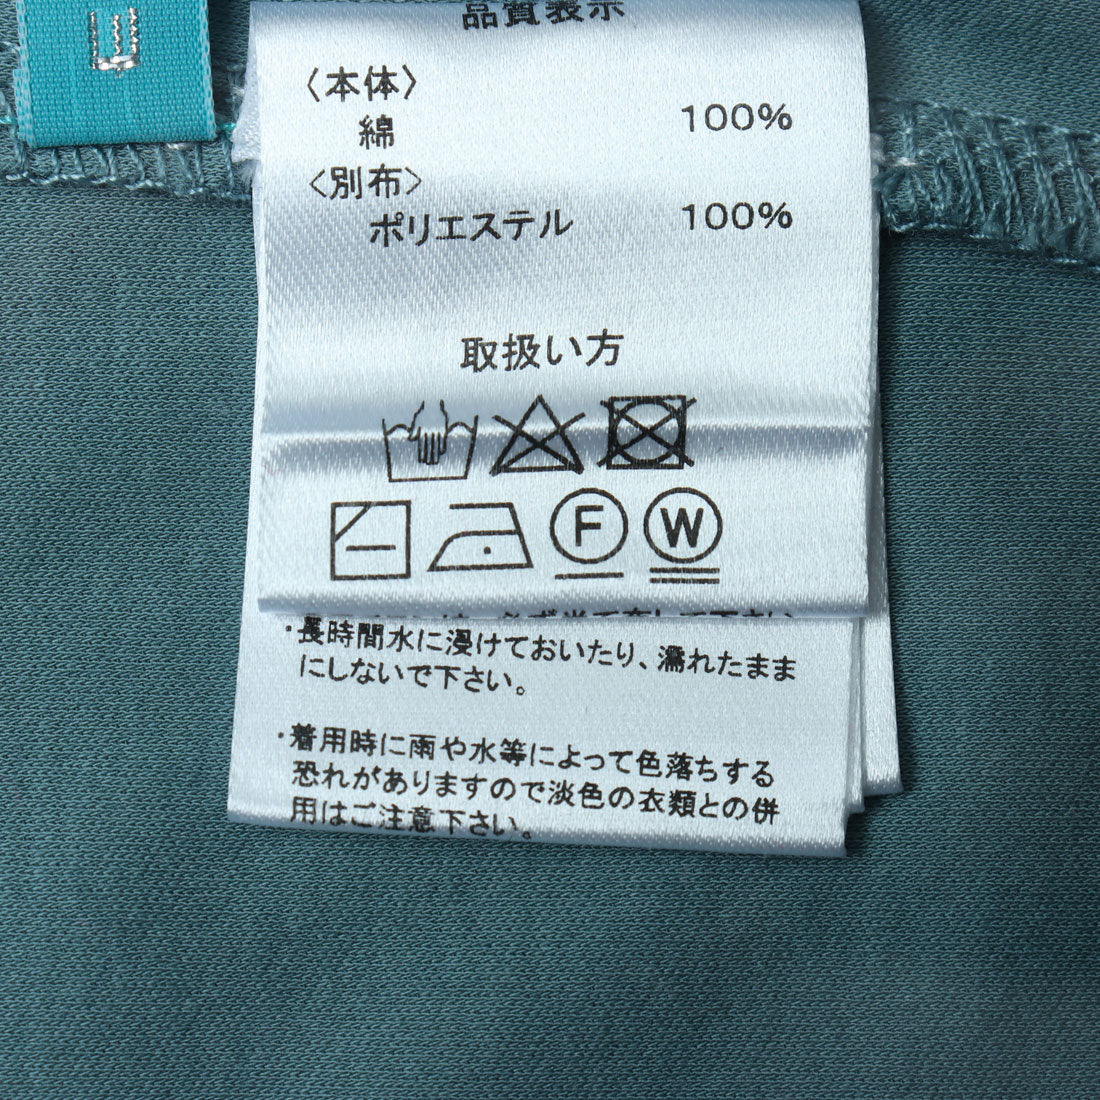 品質表示
〈本体〉
綿 100%
〈別布〉
ポリエステル 100%
取扱い方
F W
・長時間水に浸けておいたり、濡れたまま
にしないで下さい。
・着用時に雨や水等によって色落ちする
恐れがありますので淡色の衣類との併
用はご注意下さい。